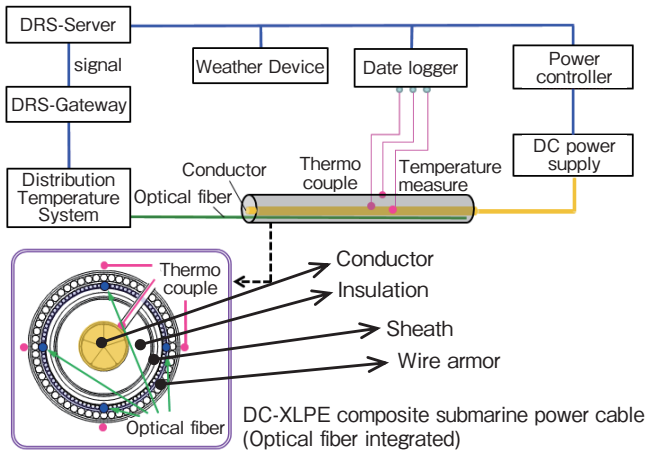 DRS-Server
signal
Weather Device
Date logger
Power
controller
DRS-Gateway
DC power
supply
Distribution
Temperature
System
Conductor
Optical fiber
Thermo
couple
Temperature
measure
Thermo
couple
Conductor
Insulation
Sheath
Wire armor
Optical fiber
DC-XLPE composite submarine power cable
(Optical fiber integrated)